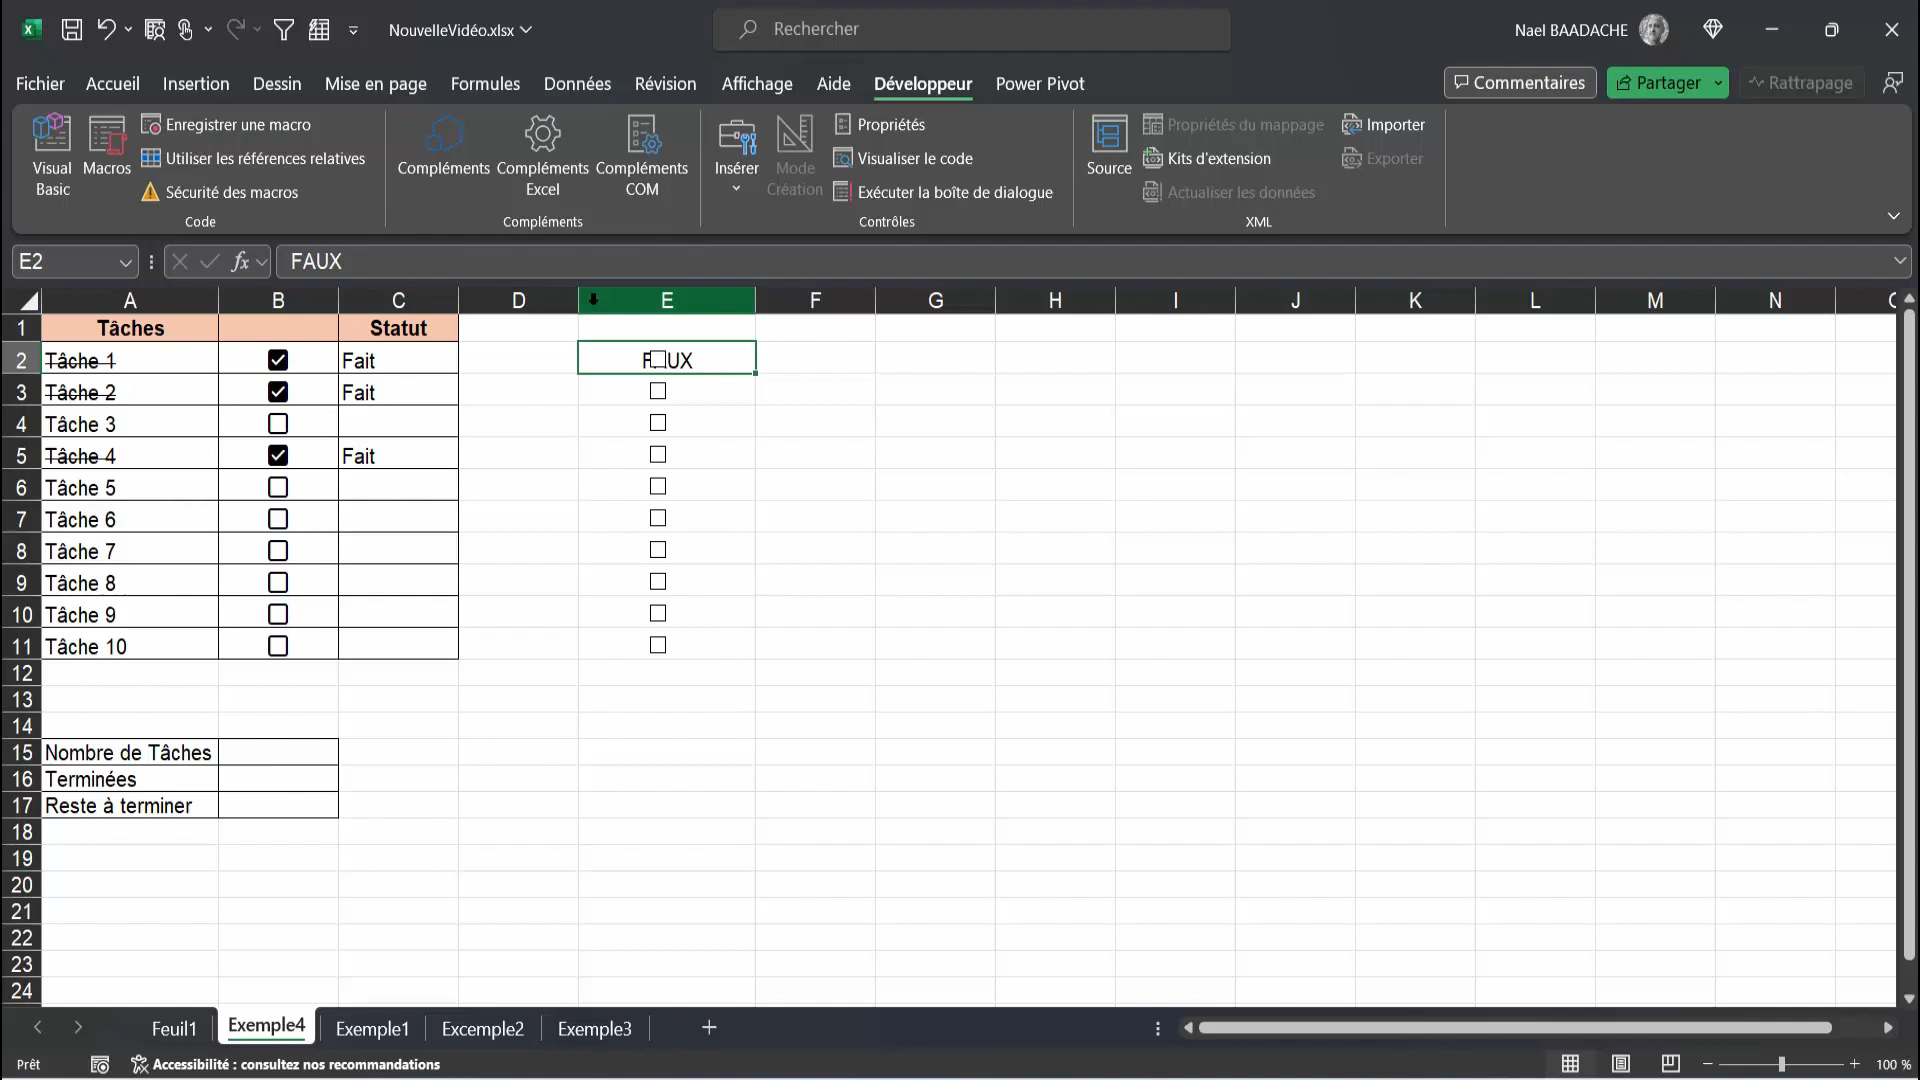 NouvelleVidéo.xlsx
Rechercher
Nael BAADACHE
Fichier Accueil Insertion Dessin Mise en page Formules Données Révision Affichage Aide Développeur Power Pivot
Commentaires Partager Rattrapage
Visual Basic
Macros
Enregistrer une macro
Utiliser les références relatives
Sécurité des macros
Code
Compléments
Compléments Excel
Compléments COM
Compléments
Insérer
Mode Création
Propriétés
Visualiser le code
Exécuter la boîte de dialogue
Contrôles
Source
Propriétés du mappage
Kits d'extension
Actualiser les données
Importer
Exporter
XML
E2 fx FAUX
A B C D E F G H I J K L M N
1 Tâches Statut
2 Tâche 1 Fait FAUX
3 Tâche 2 Fait
4 Tâche 3
5 Tâche 4 Fait
6 Tâche 5
7 Tâche 6
8 Tâche 7
9 Tâche 8
10 Tâche 9
11 Tâche 10
12
13
14
15 Nombre de Tâches
16 Terminées
17 Reste à terminer
18
19
20
21
22
23
24
Feuil1 Exemple4 Exemple1 Excemple2 Exemple3
Prêt Accessibilité : consultez nos recommandations 100 %